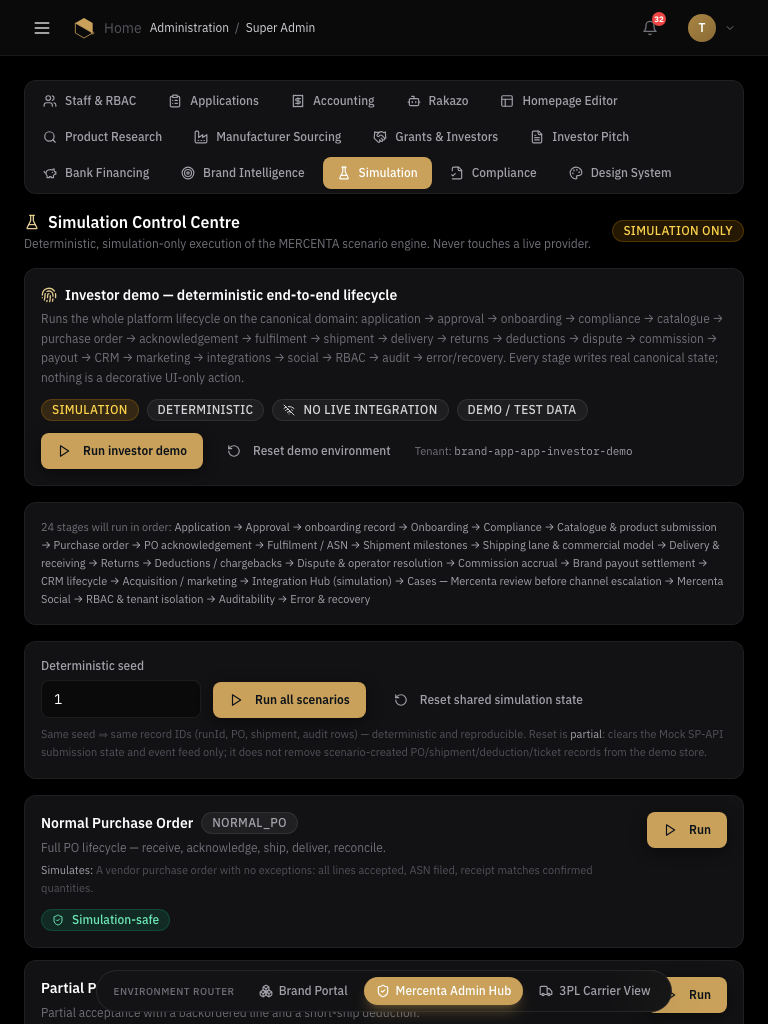 Home Administration / Super Admin 32 T
Staff & RBAC Applications Accounting Rakazo Homepage Editor
Product Research Manufacturer Sourcing Grants & Investors Investor Pitch
Bank Financing Brand Intelligence Simulation Compliance Design System
Simulation Control Centre
Deterministic, simulation-only execution of the MERCENTA scenario engine. Never touches a live provider.
SIMULATION ONLY
Investor demo — deterministic end-to-end lifecycle
Runs the whole platform lifecycle on the canonical domain: application → approval → onboarding → compliance → catalogue →
purchase order → acknowledgement → fulfilment → shipment → delivery → returns → deductions → dispute → commission →
payout → CRM → marketing → integrations → social → RBAC → audit → error/recovery. Every stage writes real canonical state;
nothing is a decorative UI-only action.
SIMULATION DETERMINISTIC NO LIVE INTEGRATION DEMO / TEST DATA
Run investor demo Reset demo environment Tenant: brand-app-app-investor-demo
24 stages will run in order: Application → Approval → onboarding record → Onboarding → Compliance → Catalogue & product submission
→ Purchase order → PO acknowledgement → Fulfilment / ASN → Shipment milestones → Shipping lane & commercial model → Delivery &
receiving → Returns → Deductions / chargebacks → Dispute & operator resolution → Commission accrual → Brand payout settlement →
CRM lifecycle → Acquisition / marketing → Integration Hub (simulation) → Cases — Mercenta review before channel escalation → Mercenta
Social → RBAC & tenant isolation → Auditability → Error & recovery
Deterministic seed
1 Run all scenarios Reset shared simulation state
Same seed ⇒ same record IDs (runId, PO, shipment, audit rows) — deterministic and reproducible. Reset is partial: clears the Mock SP-API
submission state and event feed only; it does not remove scenario-created PO/shipment/deduction/ticket records from the demo store.
Normal Purchase Order NORMAL_PO Run
Full PO lifecycle — receive, acknowledge, ship, deliver, reconcile.
Simulates: A vendor purchase order with no exceptions: all lines accepted, ASN filed, receipt matches confirmed
quantities.
Simulation-safe
Partial P Run
ENVIRONMENT ROUTER Brand Portal Mercenta Admin Hub 3PL Carrier View
Partial acceptance with a backordered line and a short-ship deduction.